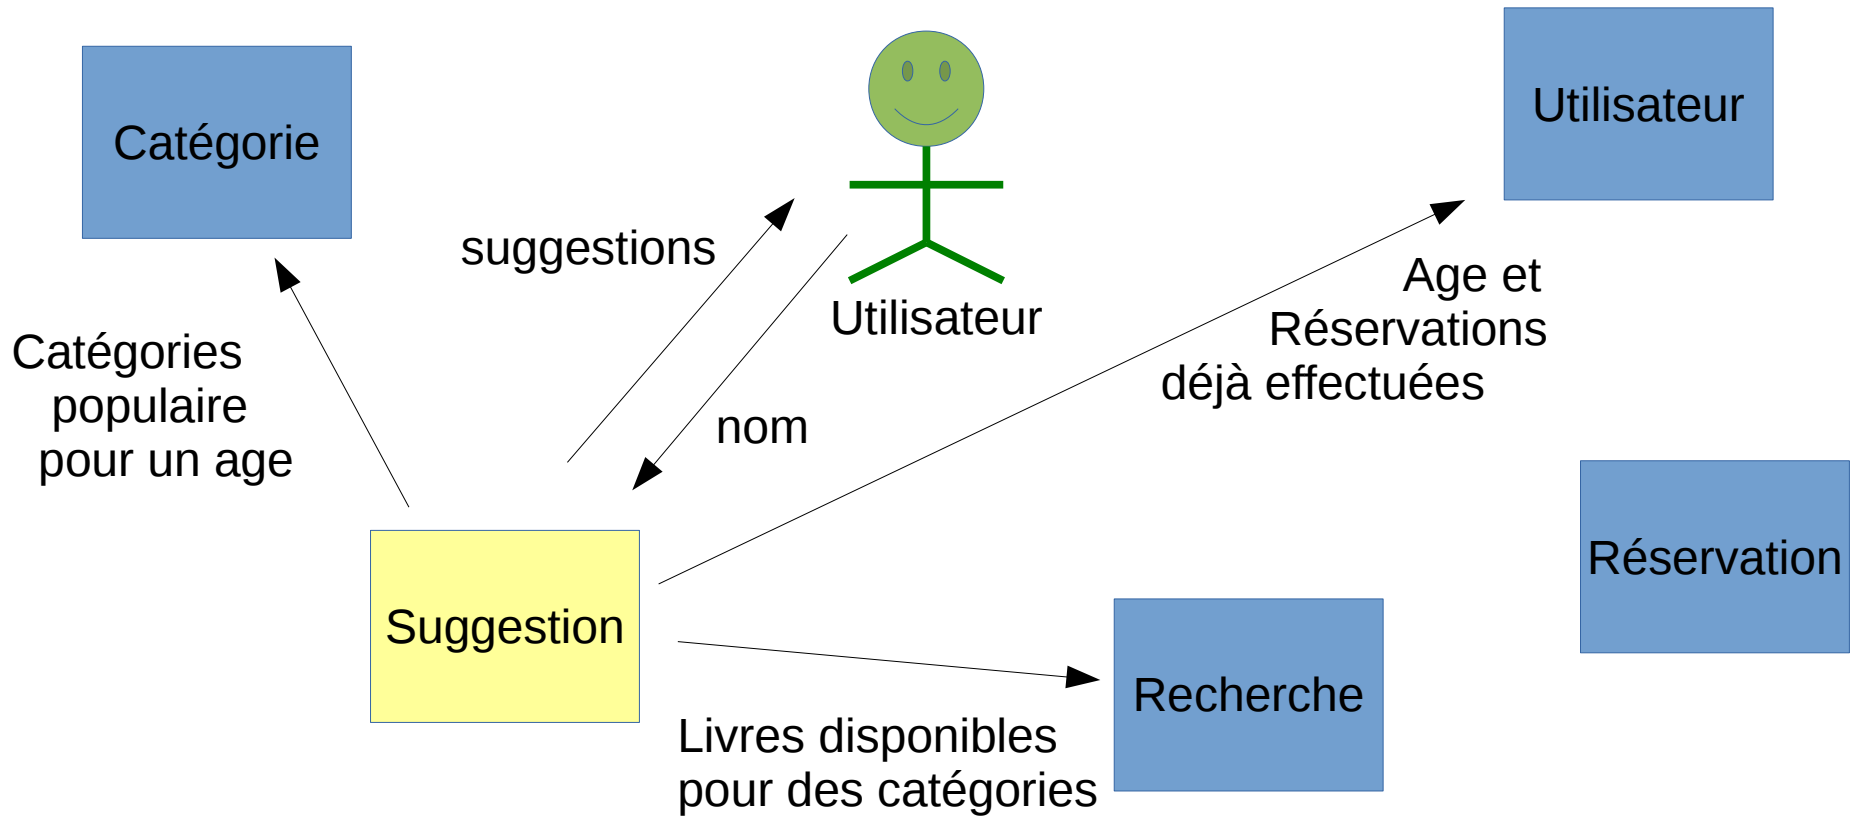 Catégorie
Utilisateur
suggestions
Utilisateur
Age et
Réservations
déjà effectuées
Catégories
populaire
pour un age
nom
Réservation
Suggestion
Recherche
Livres disponibles
pour des catégories